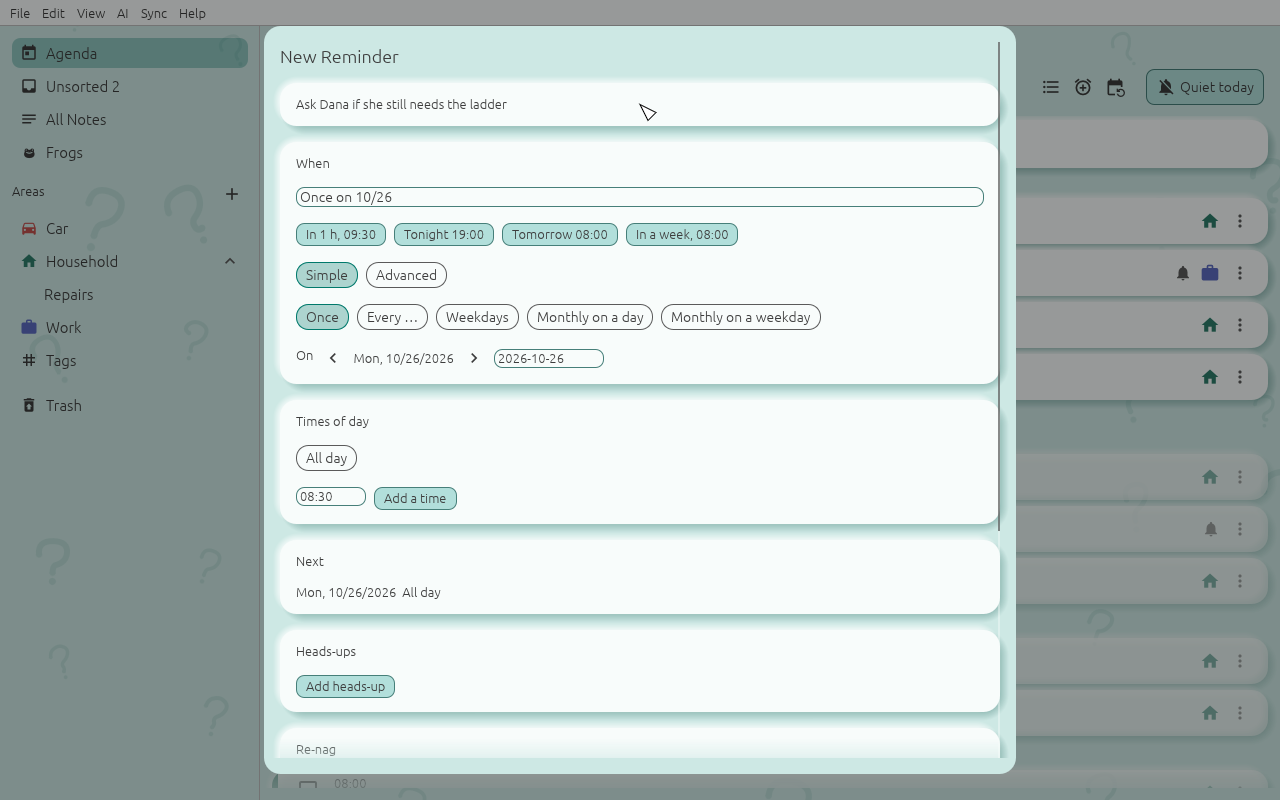 File Edit View AI Sync Help
Agenda
Unsorted 2
All Notes
Frogs
Areas
Car
Household
Repairs
Work
Tags
Trash
Quiet today
New Reminder
Ask Dana if she still needs the ladder
When
Once on 10/26
In 1 h, 09:30 Tonight 19:00 Tomorrow 08:00 In a week, 08:00
Simple Advanced
Once Every ... Weekdays Monthly on a day Monthly on a weekday
On Mon, 10/26/2026 2026-10-26
Times of day
All day
08:30 Add a time
Next
Mon, 10/26/2026 All day
Heads-ups
Add heads-up
Re-nag
08:00